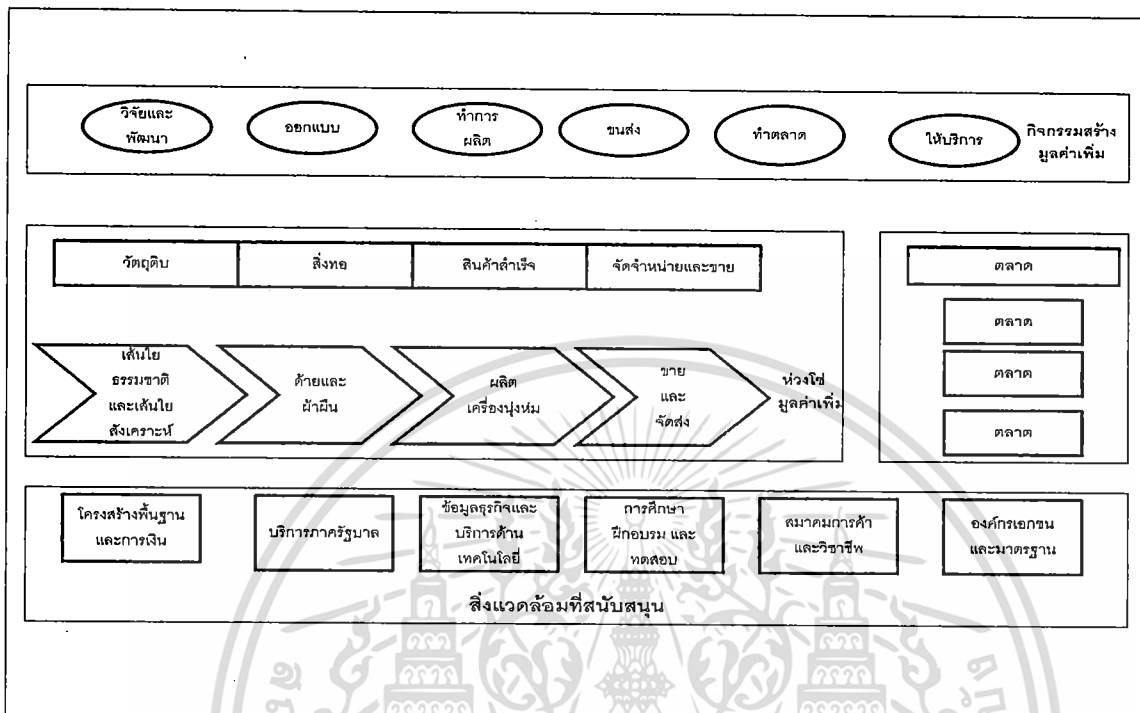 วิจัยและ
พัฒนา
ออกแบบ
ทำการ
ผลิต
ขนส่ง
ทำตลาด
ให้บริการ
กิจกรรมสร้าง
มูลค่าเพิ่ม
วัตถุดิบ
สิ่งทอ
สินค้าสำเร็จ
จัดจำหน่ายและขาย
เส้นใย
ธรรมชาติ
และเส้นใย
สังเคราะห์
ด้ายและ
ผ้าผืน
ผลิต
เครื่องนุ่งห่ม
ขาย
และ
จัดส่ง
ห่วงโซ่
มูลค่าเพิ่ม
ตลาด
ตลาด
ตลาด
ตลาด
โครงสร้างพื้นฐาน
และการเงิน
บริการภาครัฐบาล
ข้อมูลธุรกิจและ
บริการด้าน
เทคโนโลยี
การศึกษา
ฝึกอบรม และ
ทดสอบ
สมาคมการค้า
และวิชาชีพ
องค์กรเอกชน
และมาตรฐาน
สิ่งแวดล้อมที่สนับสนุน